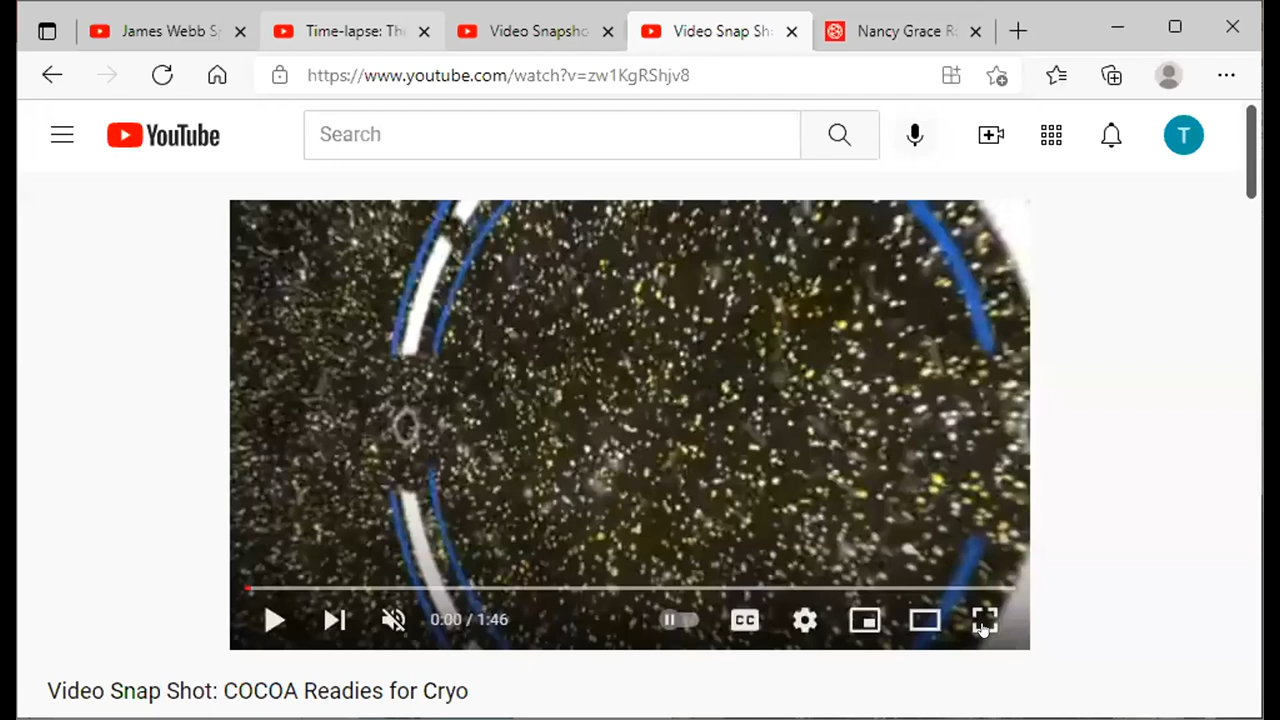 James Webb S
Time-lapse: Th
Video Snapsho
Video Snap Sh
Nancy Grace R
https://www.youtube.com/watch?v=zw1KgRShjv8
YouTube
Search
T
0:00 / 1:46
CC
Video Snap Shot: COCOA Readies for Cryo